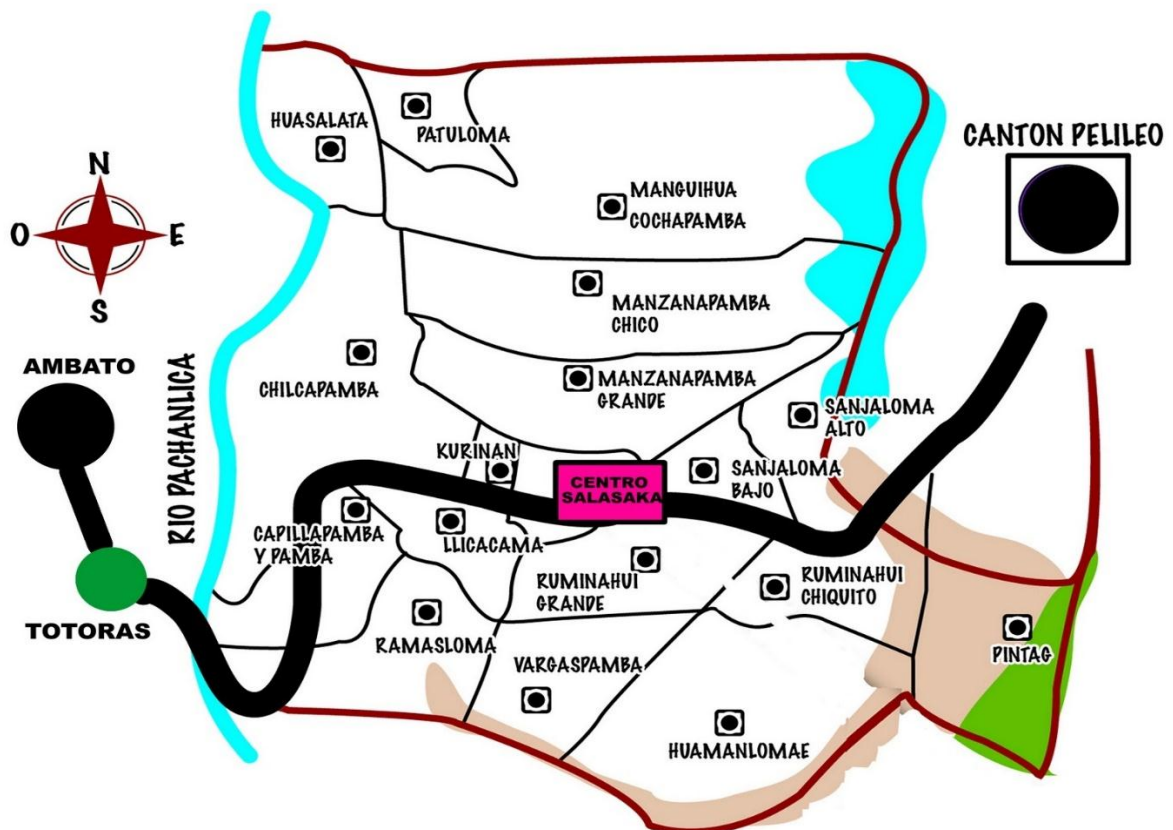 CANTON PELILEO
HUASALATA
PATULOMA
N
O
E
S
MANGUIHUA
COCHAPAMBA
MANZANAPAMBA
CHICO
AMBATO
RIO PACHANLICA
CHILCAPAMBA
MANZANAPAMBA
GRANDE
SANJALOMA
ALTO
KURINAN
CENTRO
SALASAKA
SANJALOMA
BAJO
CAPILLAPAMBA
Y PAMBA
LLICACAMA
RUMINAHUI
GRANDE
RUMINAHUI
CHIQUITO
TOTORAS
RAMASLOMA
VARGASPAMBA
PINTAG
HUAMANLOMAE